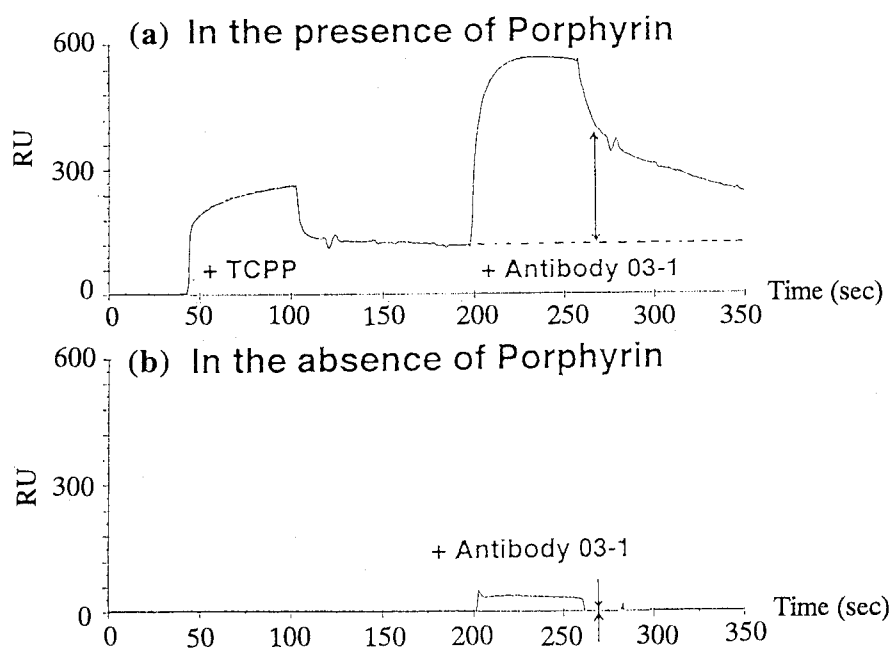 (a) In the presence of Porphyrin
600
RU
300
0
+ TCPP
+ Antibody 03-1
Time (sec)
0 50 100 150 200 250 300 350
(b) In the absence of Porphyrin
600
RU
300
0
+ Antibody 03-1
Time (sec)
0 50 100 150 200 250 300 350